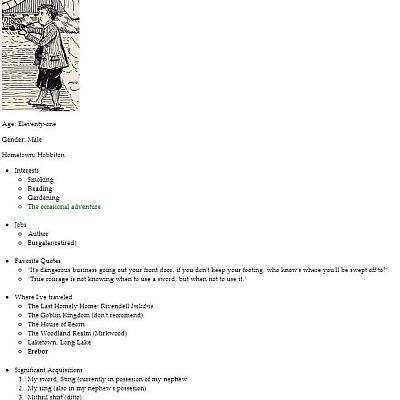 Age: Eleventy-one
Gender: Male
Hometown: Hobbiton
Interests
Smoking
Reading
Gardening
The occasional adventure
Jobs
Author
Burgaler(retired)
Favorite Quotes
"It's dangerous business going out your front door, if you don't keep your footing, who know's where you'll be swept off to?"
"True courage is not knowing when to use a sword, but when not to use it."
Where I've traveled
The Last Homely Home: Rivendell Imladris
The Goblin Kingdom (don't reccomend)
The House of Beorn
The Woodland Realm (Mirkwood)
Laketown, Long Lake
Erebor
Significant Acquisitions
1. My sword, Sting (currently in possesion of my nephew
2. My ring (also in my nephew's possesion)
3. Mithril shirt (ditto)